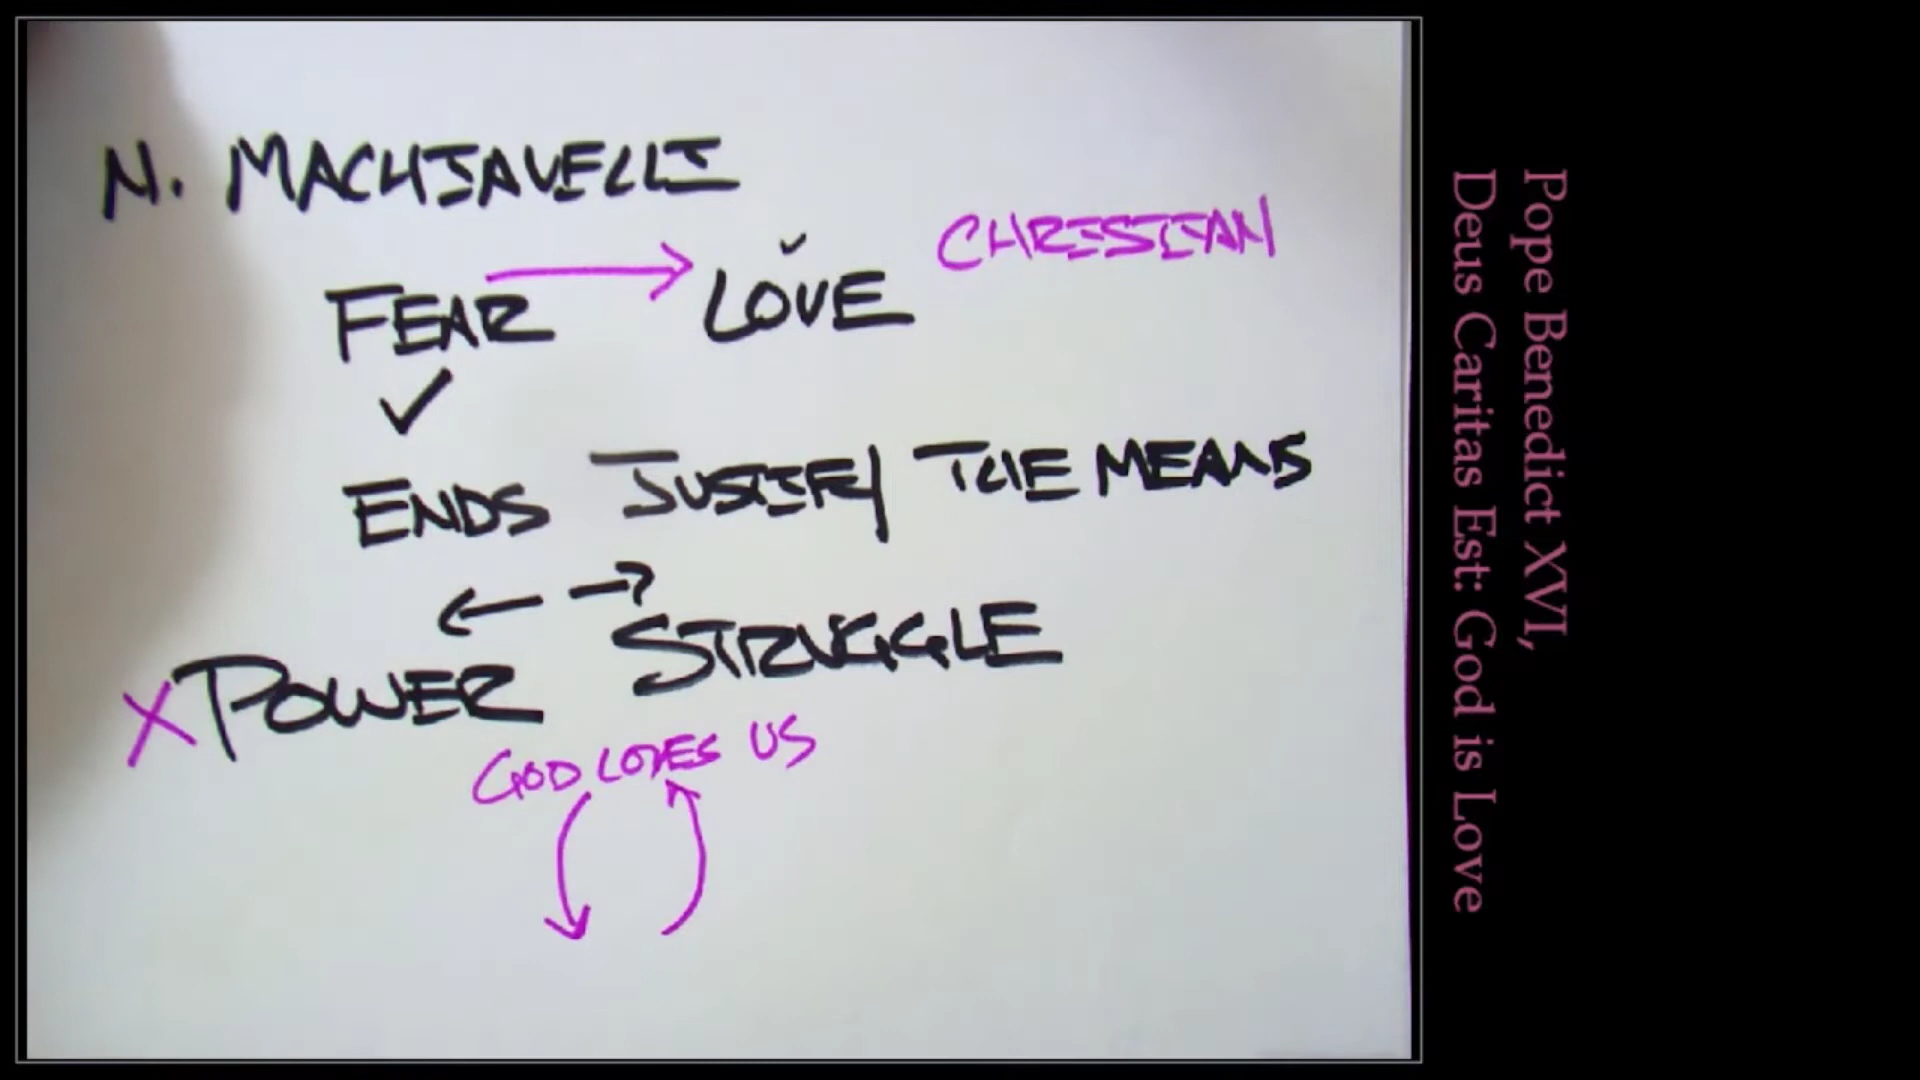 N. MACHIAVELLI
CHRISTIAN
FEAR LOVE
ENDS JUSTIFY THE MEANS
X POWER STRUGGLE
GOD LOVES US
Pope Benedict XVI,
Deus Caritas Est: God is Love